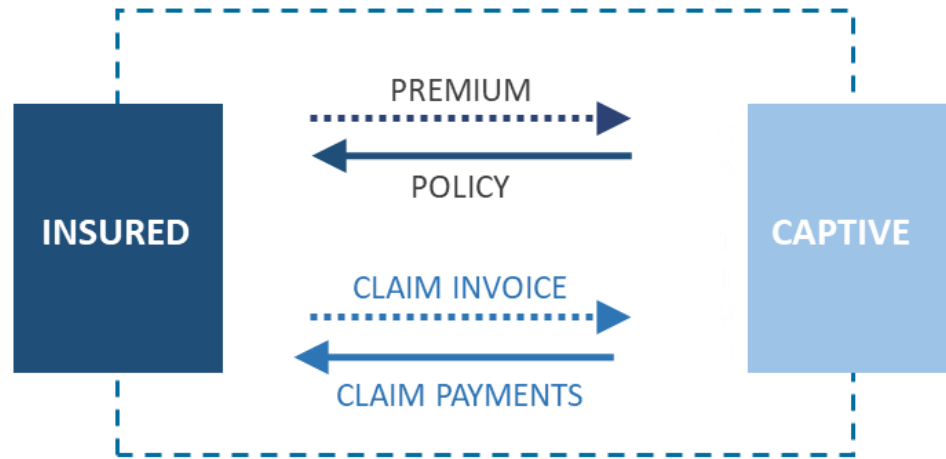 PREMIUM
POLICY
INSURED
CAPTIVE
CLAIM INVOICE
CLAIM PAYMENTS